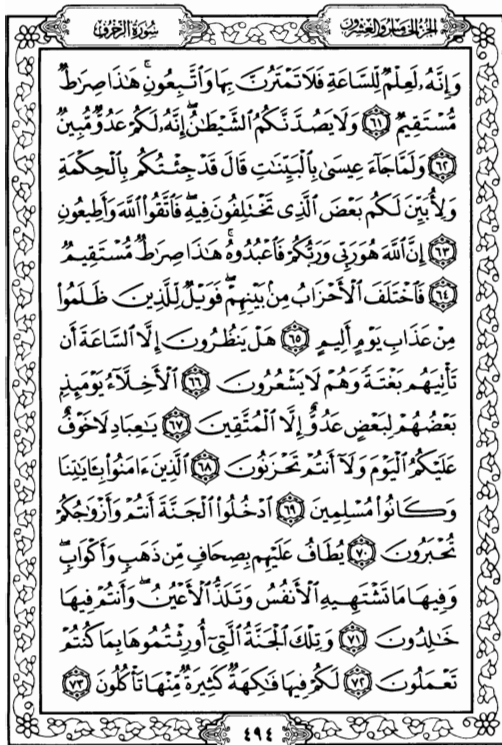 الجزء الخامس والعشرون
سورة الزخرف
وَإِنَّهُۥ لَعِلْمٌ لِّلسَّاعَةِ فَلَا تَمْتَرُنَّ بِهَا وَٱتَّبِعُونِ ۚ هَٰذَا صِرَٰطٌ
مُّسْتَقِيمٌ ٦١ وَلَا يَصُدَّنَّكُمُ ٱلشَّيْطَٰنُ ۖ إِنَّهُۥ لَكُمْ عَدُوٌّ مُّبِينٌ
٦٢ وَلَمَّا جَآءَ عِيسَىٰ بِٱلْبَيِّنَٰتِ قَالَ قَدْ جِئْتُكُم بِٱلْحِكْمَةِ
وَلِأُبَيِّنَ لَكُم بَعْضَ ٱلَّذِى تَخْتَلِفُونَ فِيهِ ۖ فَٱتَّقُوا۟ ٱللَّهَ وَأَطِيعُونِ
٦٣ إِنَّ ٱللَّهَ هُوَ رَبِّى وَرَبُّكُمْ فَٱعْبُدُوهُ ۚ هَٰذَا صِرَٰطٌ مُّسْتَقِيمٌ
٦٤ فَٱخْتَلَفَ ٱلْأَحْزَابُ مِنۢ بَيْنِهِمْ ۖ فَوَيْلٌ لِّلَّذِينَ ظَلَمُوا۟
مِنْ عَذَابِ يَوْمٍ أَلِيمٍ ٦٥ هَلْ يَنظُرُونَ إِلَّا ٱلسَّاعَةَ أَن
تَأْتِيَهُم بَغْتَةً وَهُمْ لَا يَشْعُرُونَ ٦٦ ٱلْأَخِلَّآءُ يَوْمَئِذٍۭ
بَعْضُهُمْ لِبَعْضٍ عَدُوٌّ إِلَّا ٱلْمُتَّقِينَ ٦٧ يَٰعِبَادِ لَا خَوْفٌ
عَلَيْكُمُ ٱلْيَوْمَ وَلَآ أَنتُمْ تَحْزَنُونَ ٦٨ ٱلَّذِينَ ءَامَنُوا۟ بِـَٔايَٰتِنَا
وَكَانُوا۟ مُسْلِمِينَ ٦٩ ٱدْخُلُوا۟ ٱلْجَنَّةَ أَنتُمْ وَأَزْوَٰجُكُمْ
تُحْبَرُونَ ٧٠ يُطَافُ عَلَيْهِم بِصِحَافٍ مِّن ذَهَبٍ وَأَكْوَابٍ ۖ
وَفِيهَا مَا تَشْتَهِيهِ ٱلْأَنفُسُ وَتَلَذُّ ٱلْأَعْيُنُ ۖ وَأَنتُمْ فِيهَا
خَٰلِدُونَ ٧١ وَتِلْكَ ٱلْجَنَّةُ ٱلَّتِىٓ أُورِثْتُمُوهَا بِمَا كُنتُمْ
تَعْمَلُونَ ٧٢ لَكُمْ فِيهَا فَٰكِهَةٌ كَثِيرَةٌ مِّنْهَا تَأْكُلُونَ ٧٣
٤٩٤